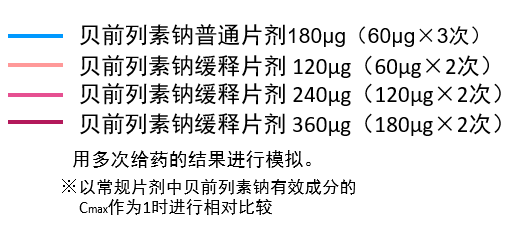 贝前列素钠普通片剂180μg（60μg×3次）
贝前列素钠缓释片剂 120μg（60μg×2次）
贝前列素钠缓释片剂 240μg（120μg×2次）
贝前列素钠缓释片剂 360μg（180μg×2次）
用多次给药的结果进行模拟。
※以常规片剂中贝前列素钠有效成分的
Cmax作为1时进行相对比较